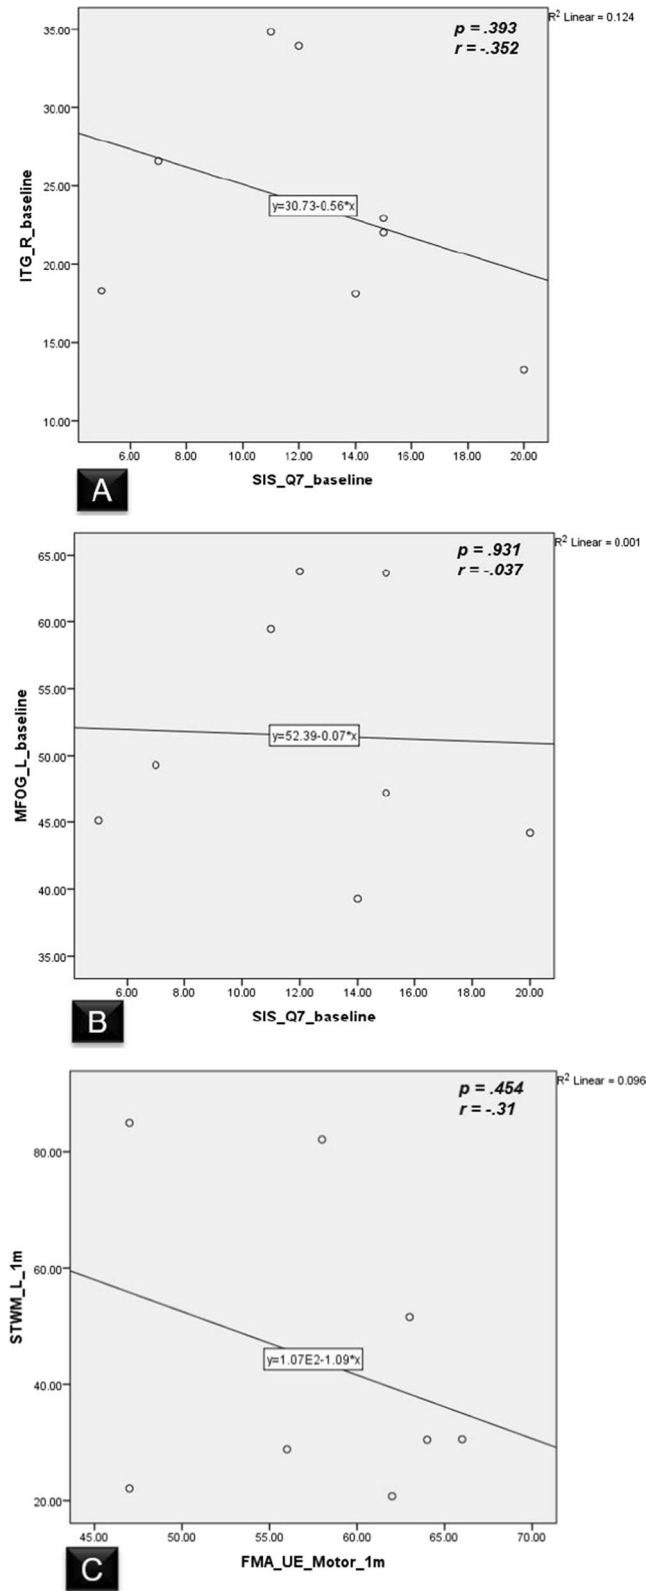 R² Linear = 0.124
p = .393
r = -.352
35.00
30.00
25.00
20.00
15.00
10.00
ITG_R_baseline
y=30.73-0.56*x
6.00 8.00 10.00 12.00 14.00 16.00 18.00 20.00
SIS_Q7_baseline
A
R² Linear = 0.001
p = .931
r = -.037
65.00
60.00
55.00
50.00
45.00
40.00
35.00
MFOG_L_baseline
y=52.39-0.07*x
6.00 8.00 10.00 12.00 14.00 16.00 18.00 20.00
SIS_Q7_baseline
B
R² Linear = 0.096
p = .454
r = -.31
80.00
60.00
40.00
20.00
STWM_L_1m
y=1.07E2-1.09*x
45.00 50.00 55.00 60.00 65.00 70.00
FMA_UE_Motor_1m
C